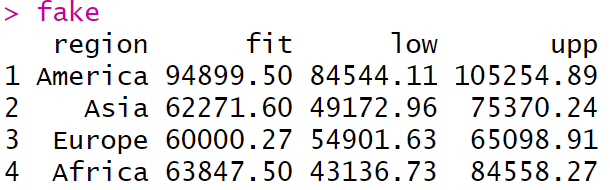 > fake
   region      fit      low       upp
1 America 94899.50 84544.11 105254.89
2    Asia 62271.60 49172.96  75370.24
3  Europe 60000.27 54901.63  65098.91
4  Africa 63847.50 43136.73  84558.27